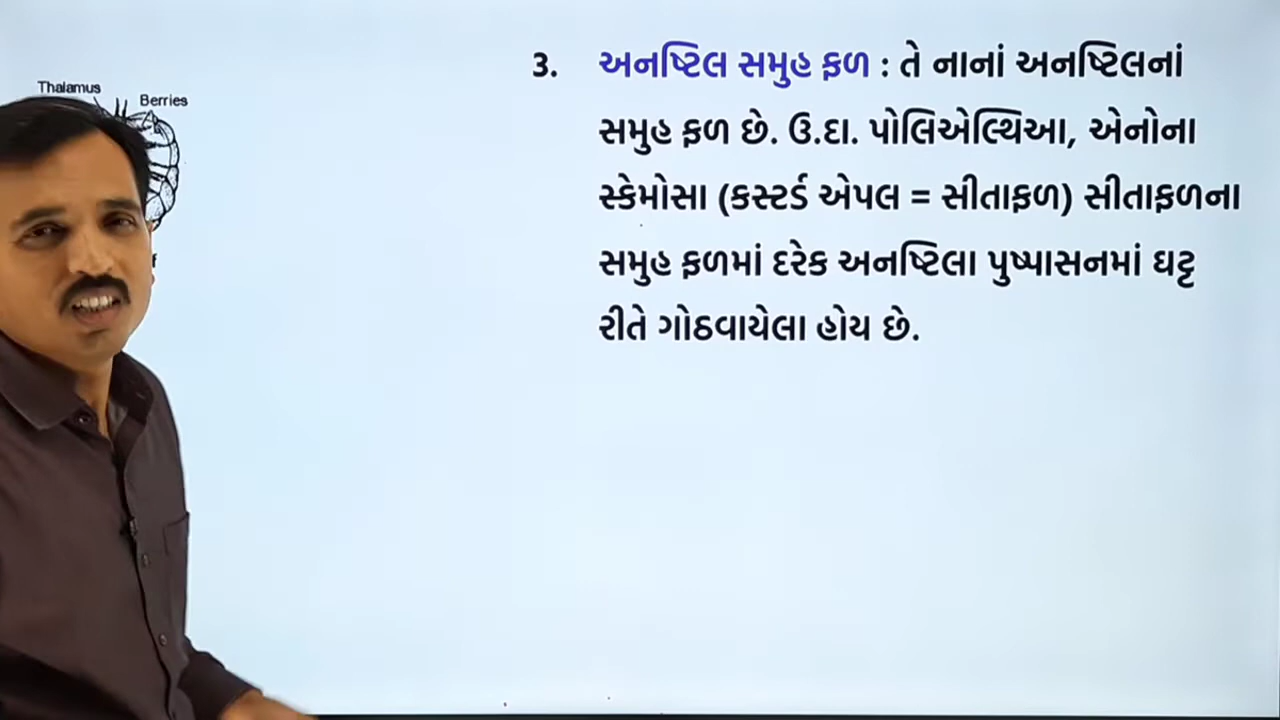 Thalamus
Berries
3. અનષ્ટિલ સમુહ ફળ : તે નાનાં અનષ્ટિલનાં
સમુહ ફળ છે. ઉ.દા. પોલિએલ્થિઆ, એનોના
સ્કેમોસા (કસ્ટર્ડ એપલ = સીતાફળ) સીતાફળના
સમુહ ફળમાં દરેક અનષ્ટિલા પુષ્પાસનમાં ઘટ્ટ
રીતે ગોઠવાયેલા હોય છે.